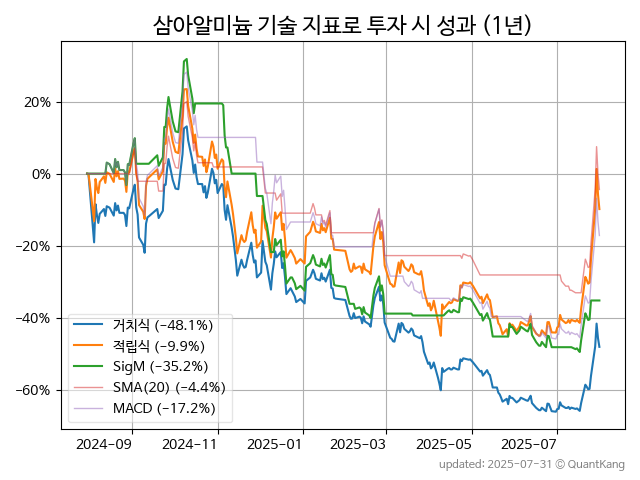 삼아알미늄 기술 지표로 투자 시 성과 (1년)
20%
0%
−20%
−40%
−60%
거치식 (−48.1%)
적립식 (−9.9%)
SigM (−35.2%)
SMA(20) (−4.4%)
MACD (−17.2%)
2024−09
2024−11
2025−01
2025−03
2025−05
2025−07
updated: 2025-07-31 © QuantKang